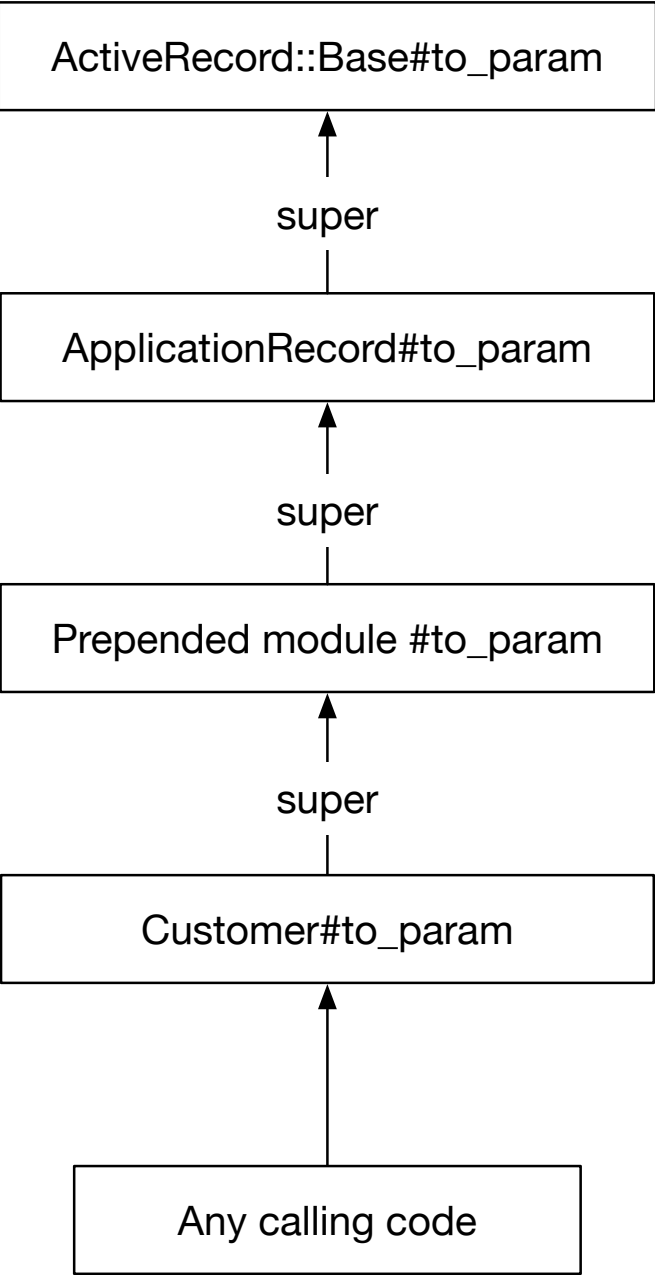 ActiveRecord::Base#to_param
super
ApplicationRecord#to_param
super
Prepended module #to_param
super
Customer#to_param
Any calling code